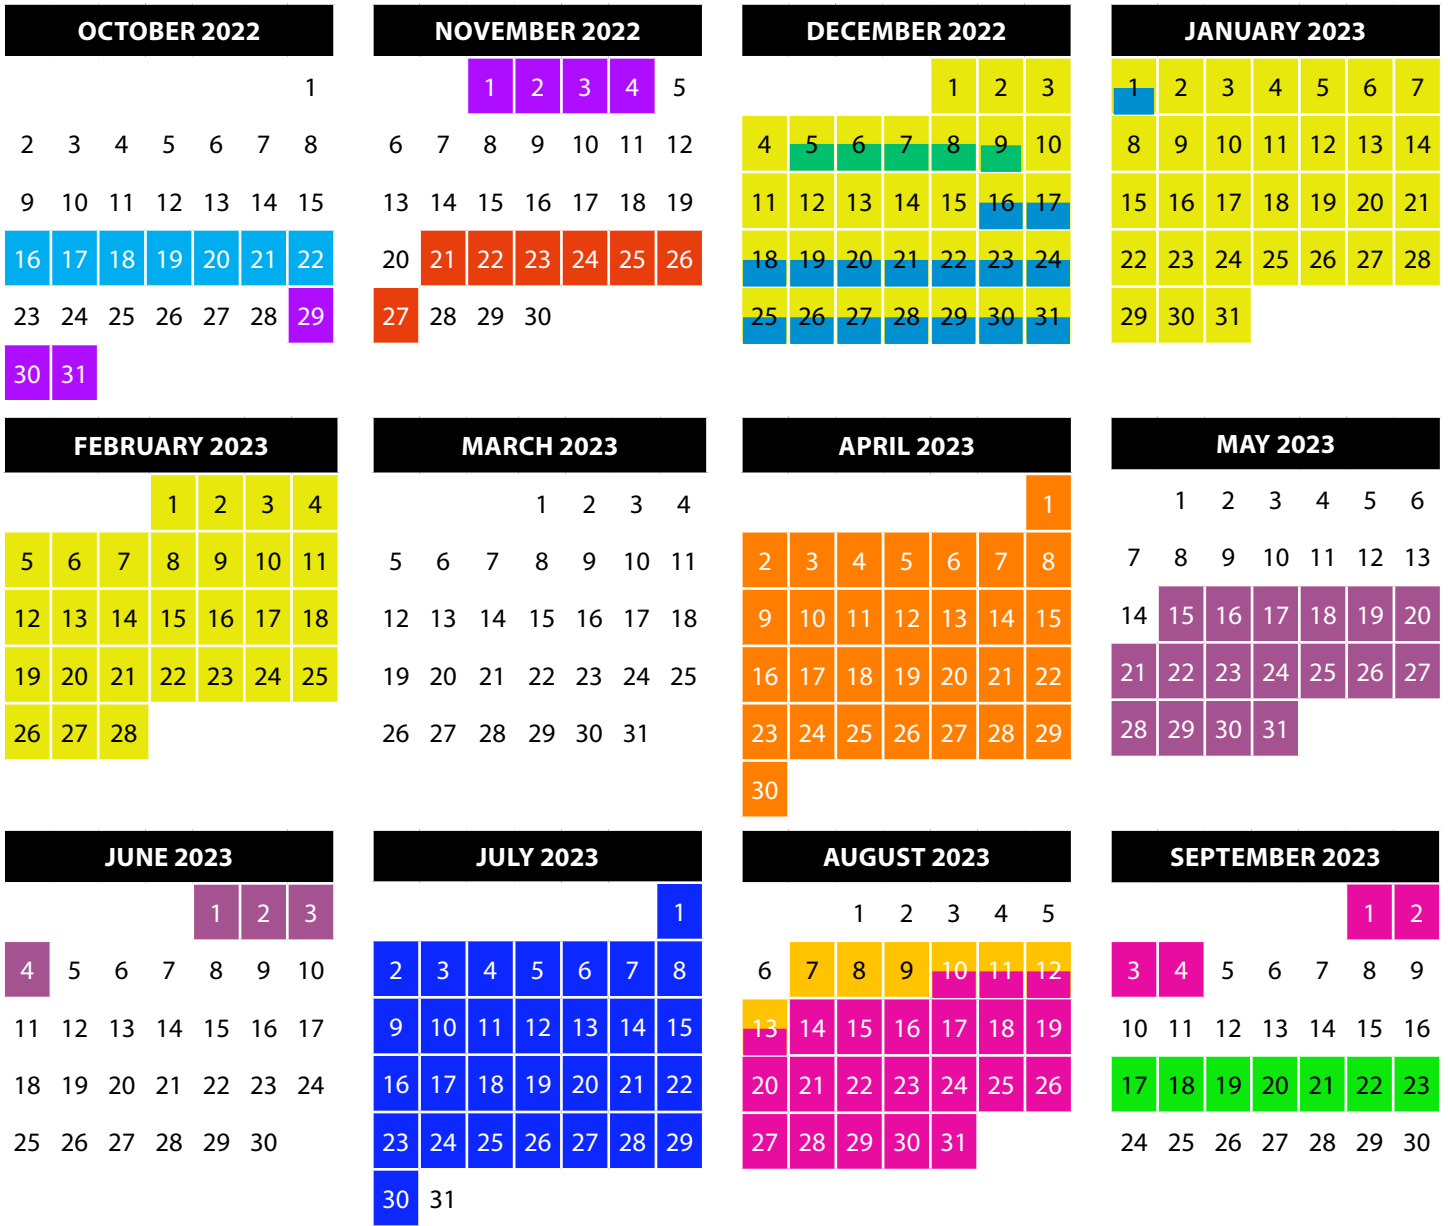 OCTOBER 2022
1
2 3 4 5 6 7 8
9 10 11 12 13 14 15
16 17 18 19 20 21 22
23 24 25 26 27 28 29
30 31
NOVEMBER 2022
1 2 3 4 5
6 7 8 9 10 11 12
13 14 15 16 17 18 19
20 21 22 23 24 25 26
27 28 29 30
DECEMBER 2022
1 2 3
4 5 6 7 8 9 10
11 12 13 14 15 16 17
18 19 20 21 22 23 24
25 26 27 28 29 30 31
JANUARY 2023
1 2 3 4 5 6 7
8 9 10 11 12 13 14
15 16 17 18 19 20 21
22 23 24 25 26 27 28
29 30 31
FEBRUARY 2023
1 2 3 4
5 6 7 8 9 10 11
12 13 14 15 16 17 18
19 20 21 22 23 24 25
26 27 28
MARCH 2023
1 2 3 4
5 6 7 8 9 10 11
12 13 14 15 16 17 18
19 20 21 22 23 24 25
26 27 28 29 30 31
APRIL 2023
1
2 3 4 5 6 7 8
9 10 11 12 13 14 15
16 17 18 19 20 21 22
23 24 25 26 27 28 29
30
MAY 2023
1 2 3 4 5 6
7 8 9 10 11 12 13
14 15 16 17 18 19 20
21 22 23 24 25 26 27
28 29 30 31
JUNE 2023
1 2 3
4 5 6 7 8 9 10
11 12 13 14 15 16 17
18 19 20 21 22 23 24
25 26 27 28 29 30
JULY 2023
1
2 3 4 5 6 7 8
9 10 11 12 13 14 15
16 17 18 19 20 21 22
23 24 25 26 27 28 29
30 31
AUGUST 2023
1 2 3 4 5
6 7 8 9 10 11 12
13 14 15 16 17 18 19
20 21 22 23 24 25 26
27 28 29 30 31
SEPTEMBER 2023
1 2
3 4 5 6 7 8 9
10 11 12 13 14 15 16
17 18 19 20 21 22 23
24 25 26 27 28 29 30